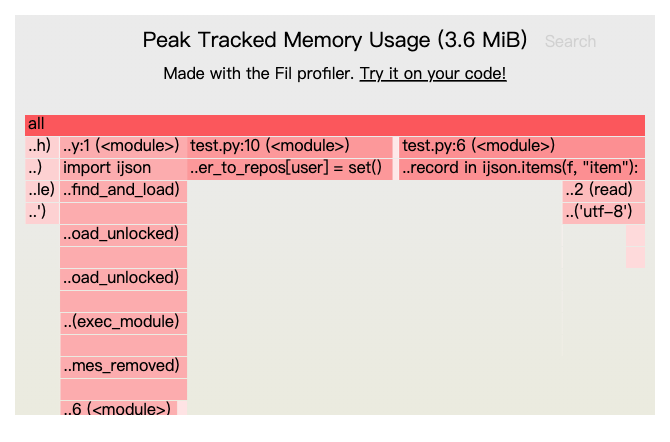 Peak Tracked Memory Usage (3.6 MiB) Search
Made with the Fil profiler. Try it on your code!
all
..h) ..y:1 (<module>) test.py:10 (<module>) test.py:6 (<module>)
..) import ijson ..er_to_repos[user] = set() ..record in ijson.items(f, "item"):
..le) ..find_and_load) ..2 (read)
..') ..('utf-8')
..oad_unlocked)
..oad_unlocked)
..(exec_module)
..mes_removed)
..6 (<module>)